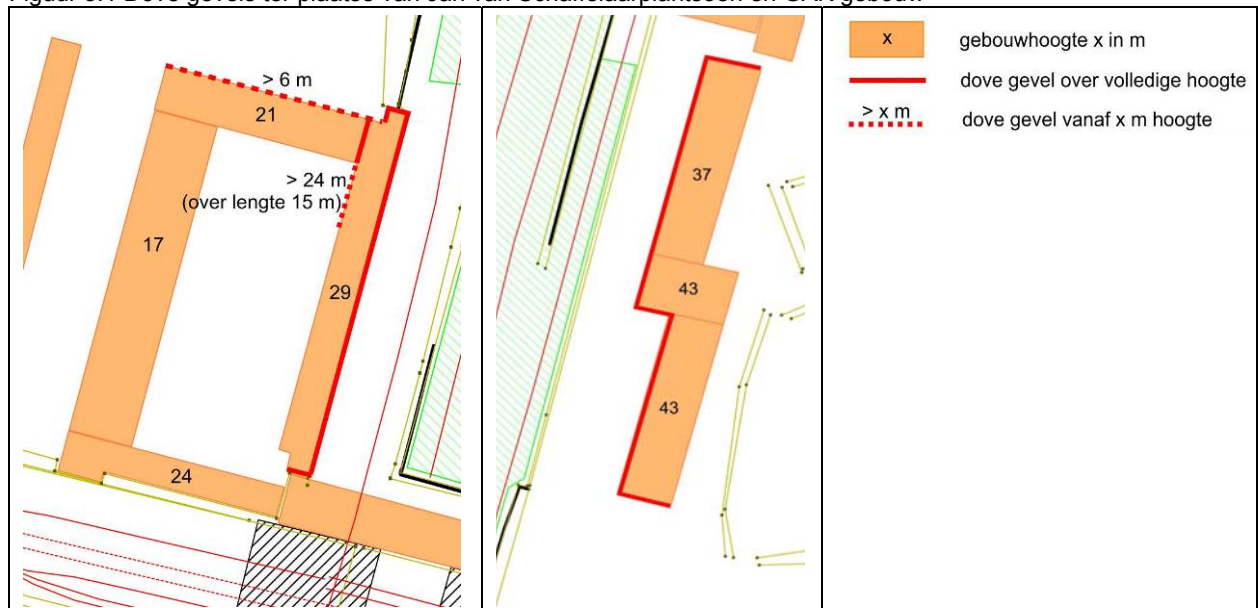 > 6 m
21
> 24 m
(over lengte 15 m)
17
29
24
37
43
43
x
gebouwhoogte x in m
dove gevel over volledige hoogte
> x m
dove gevel vanaf x m hoogte